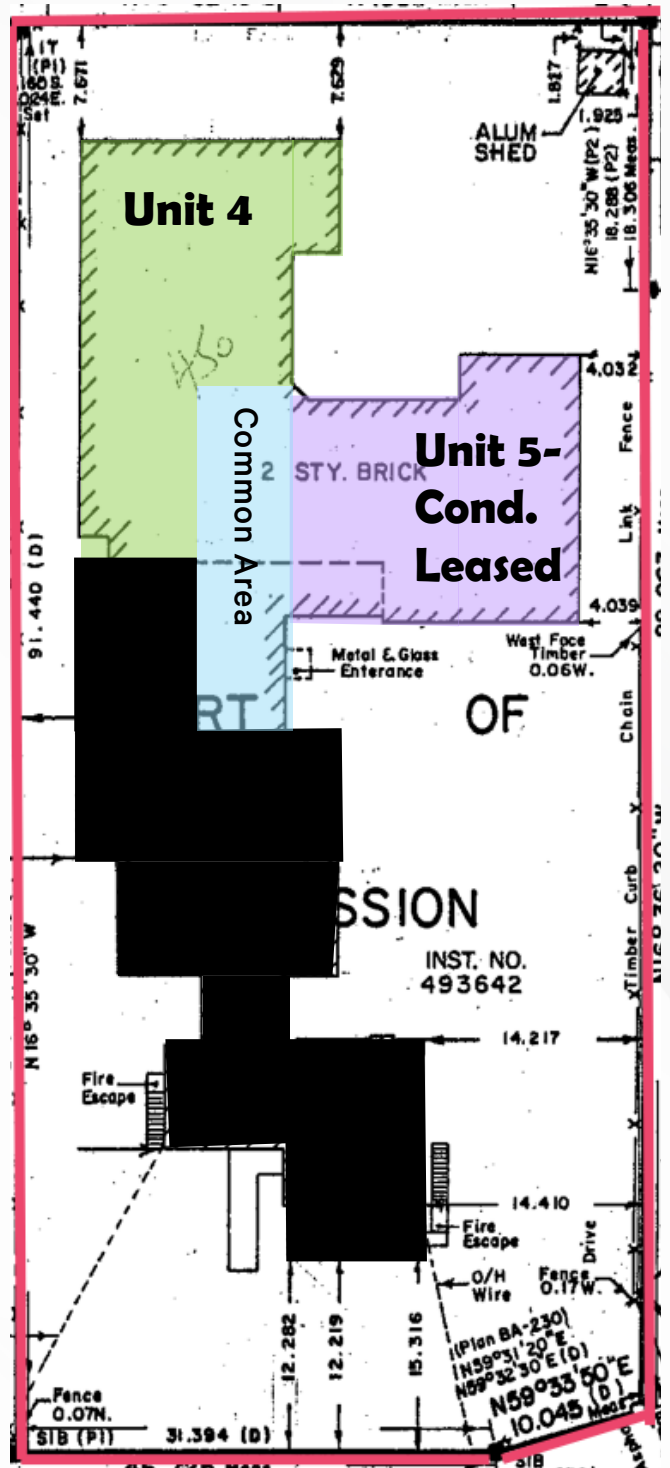 17
(P1)
Set
7.671
7.629
1.817
1.925
ALUM
SHED
N16°35'30"W(P2)
18.288 (P2)
18.306 Meas.
Unit 4
450
4.032
Common Area
2 STY. BRICK
Unit 5-
Cond.
Leased
Link Fence
91.440 (D)
4.039
West Face
Timber
0.06W.
Metal & Glass
Enterance
RT OF
Chain
SSION
INST. NO.
493642
Timber Curb
N16° 35' 30" W
14.217
Fire
Escape
14.410
Fire
Escape
Drive
O/H
Wire
Fence
0.17W.
12.282
12.219
15.316
(Plan BA-230)
N59°31'20"E.
N59°32'30"E(D)
N59°33'50"E
10.045 (D)
Meas.
Fence
0.07N.
SIB (P1)
31.394 (D)
SIB